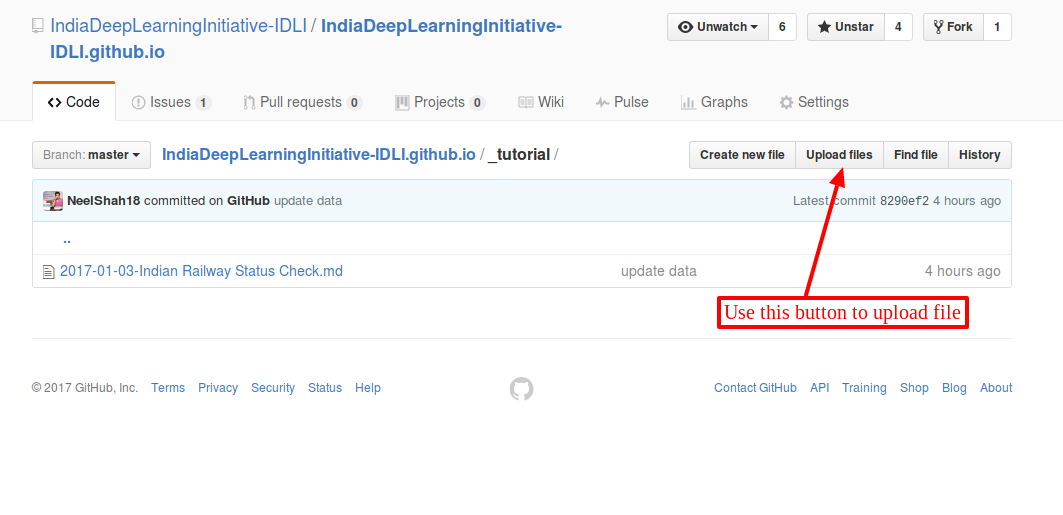 IndiaDeepLearningInitiative-IDLI / IndiaDeepLearningInitiative-
IDLI.github.io
Unwatch 6 Unstar 4 Fork 1
Code Issues 1 Pull requests 0 Projects 0 Wiki Pulse Graphs Settings
Branch: master IndiaDeepLearningInitiative-IDLI.github.io / _tutorial / Create new file Upload files Find file History
NeelShah18 committed on GitHub update data Latest commit 8290ef2 4 hours ago
..
2017-01-03-Indian Railway Status Check.md update data 4 hours ago
Use this button to upload file
© 2017 GitHub, Inc. Terms Privacy Security Status Help Contact GitHub API Training Shop Blog About